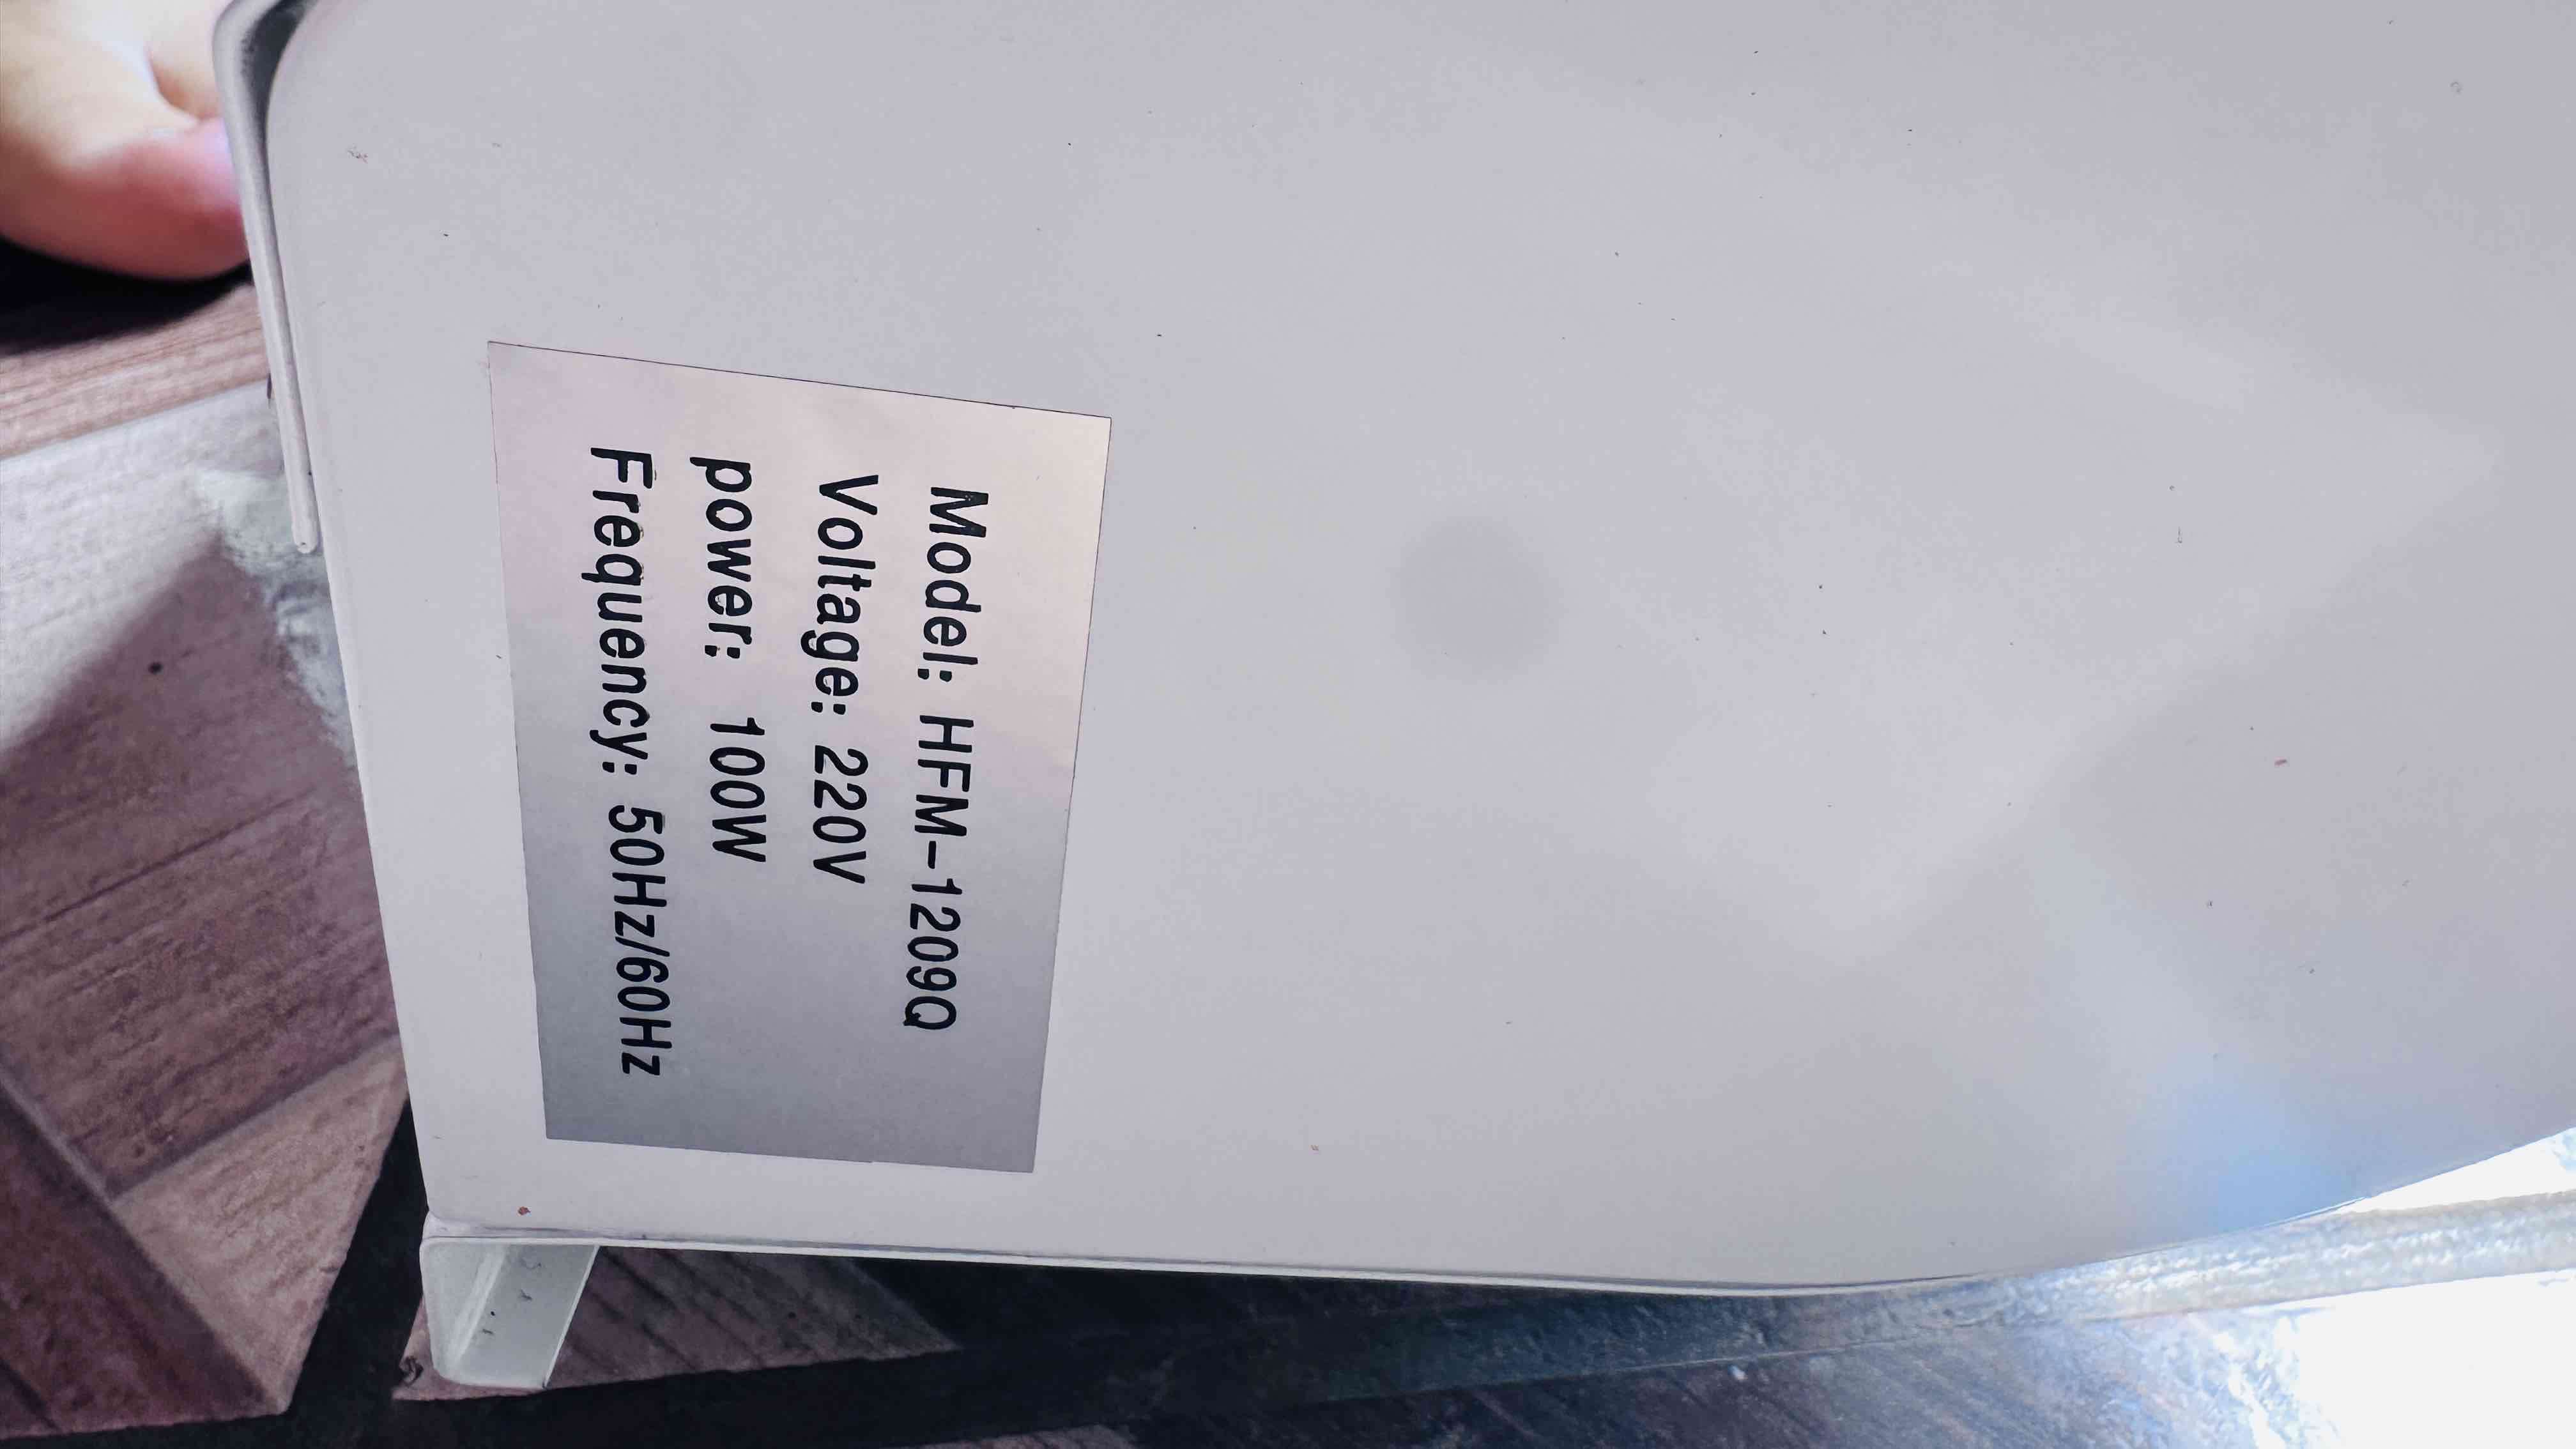 Model: HFM-1209Q
Voltage: 220V
power: 100W
Frequency: 50Hz/60Hz